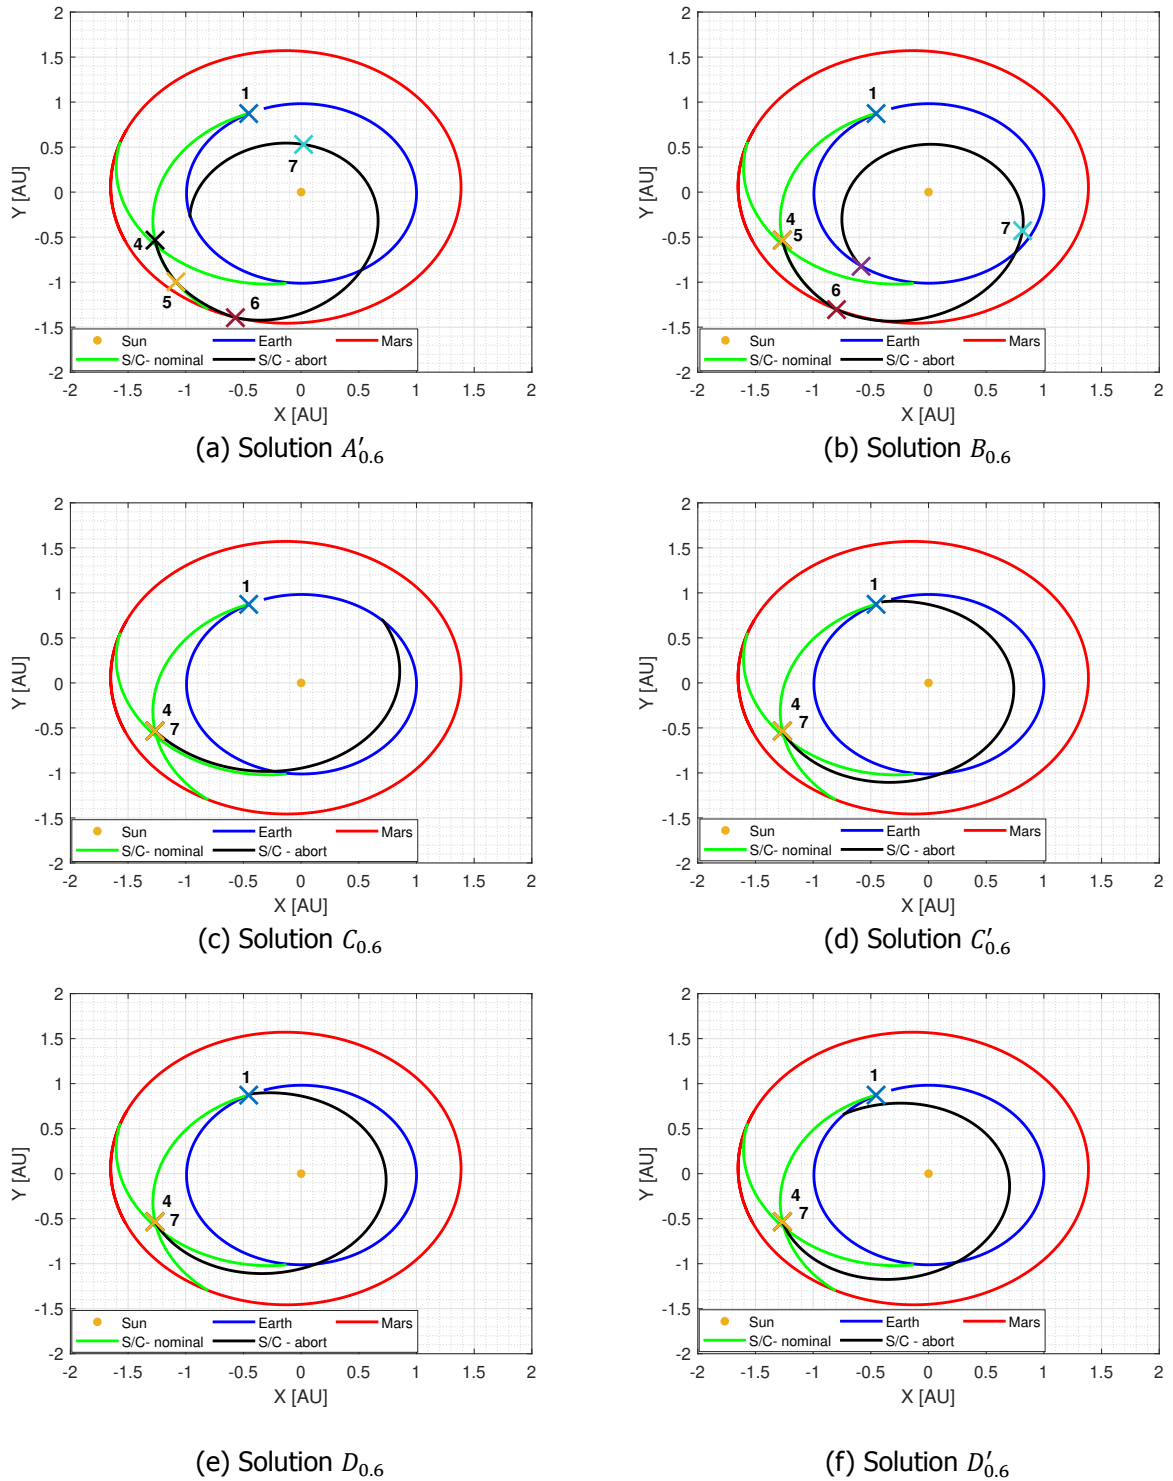 2
1.5
1
0.5
0
-0.5
-1
-1.5
-2
Y [AU]
1
7
4
5
6
Sun Earth Mars
S/C- nominal S/C - abort
-2 -1.5 -1 -0.5 0 0.5 1 1.5 2
X [AU]
(a) Solution A′0.6
2
1.5
1
0.5
0
-0.5
-1
-1.5
-2
Y [AU]
1
4
5
7
6
Sun Earth Mars
S/C- nominal S/C - abort
-2 -1.5 -1 -0.5 0 0.5 1 1.5 2
X [AU]
(b) Solution B0.6
2
1.5
1
0.5
0
-0.5
-1
-1.5
-2
Y [AU]
1
4
7
Sun Earth Mars
S/C- nominal S/C - abort
-2 -1.5 -1 -0.5 0 0.5 1 1.5 2
X [AU]
(c) Solution C0.6
2
1.5
1
0.5
0
-0.5
-1
-1.5
-2
Y [AU]
1
4
7
Sun Earth Mars
S/C- nominal S/C - abort
-2 -1.5 -1 -0.5 0 0.5 1 1.5 2
X [AU]
(d) Solution C′0.6
2
1.5
1
0.5
0
-0.5
-1
-1.5
-2
Y [AU]
1
4
7
Sun Earth Mars
S/C- nominal S/C - abort
-2 -1.5 -1 -0.5 0 0.5 1 1.5 2
X [AU]
(e) Solution D0.6
2
1.5
1
0.5
0
-0.5
-1
-1.5
-2
Y [AU]
1
4
7
Sun Earth Mars
S/C- nominal S/C - abort
-2 -1.5 -1 -0.5 0 0.5 1 1.5 2
X [AU]
(f) Solution D′0.6